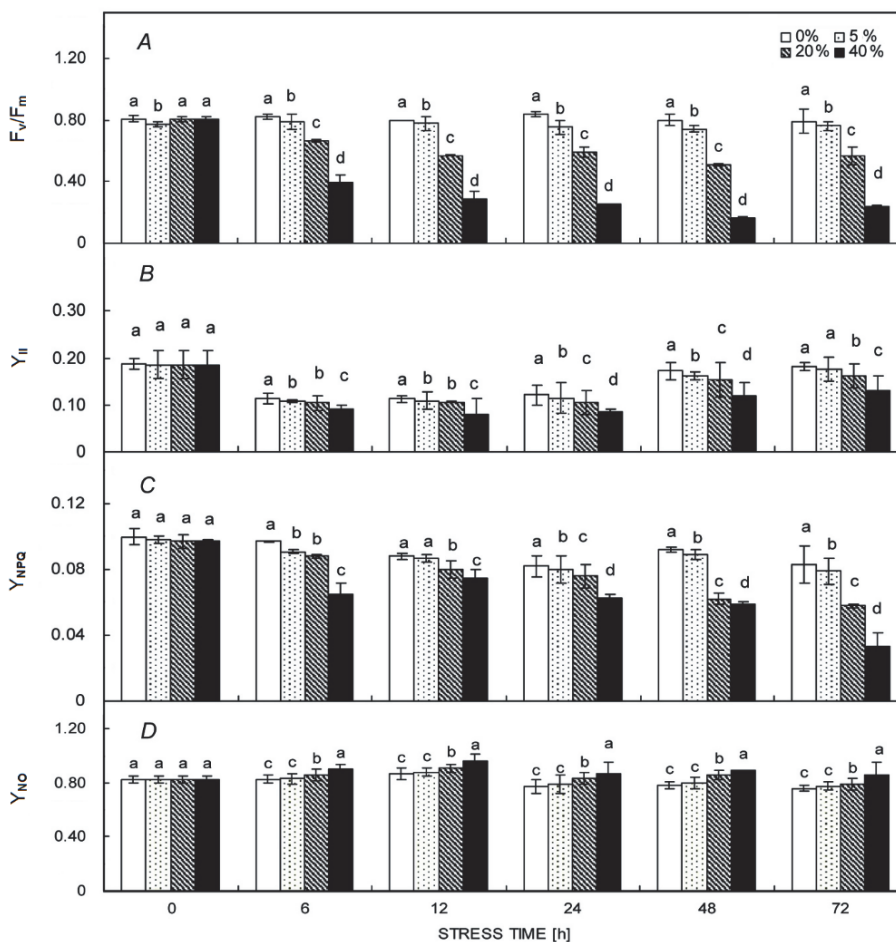 A
0% 5 %
20% 40 %
1.20
a b a a a b a b a b a b a b
0.80
c c c c c
d d d d d
0.40
0
Fv/Fm
B
0.30
a a a a a b b c a b b c a b c d a b c d a a b c
0.20
0.10
0
YII
C
0.12
a a a a a b b c a a b c a b c d a b c d a b c d
0.08
0.04
0
YNPQ
D
1.20
a a a a c c b a c c b a c c b a c c b a c c b a
0.80
0.40
0
YNO
0 6 12 24 48 72
STRESS TIME [h]